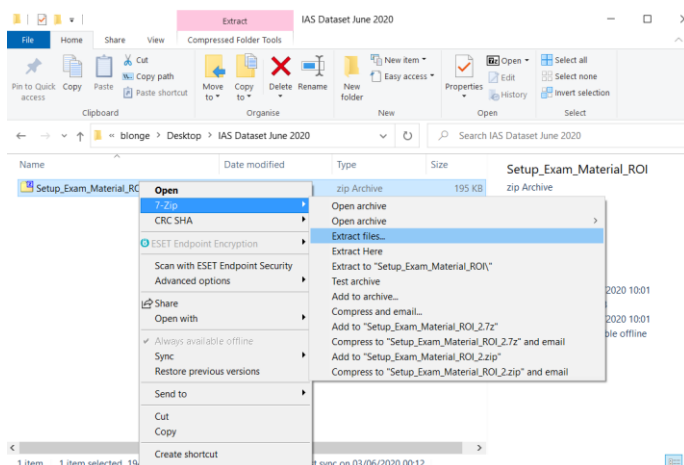 Extract
IAS Dataset June 2020
File Home Share View Compressed Folder Tools
Pin to Quick access
Copy
Paste
Cut
Copy path
Paste shortcut
Clipboard
Move to
Copy to
Delete
Rename
Organise
New folder
New item
Easy access
New
Properties
Open
Edit
History
Open
Select all
Select none
Invert selection
Select
« blonge > Desktop > IAS Dataset June 2020
Search IAS Dataset June 2020
Name Date modified Type Size
Setup_Exam_Material_RO
zip Archive 195 KB
Setup_Exam_Material_ROI
zip Archive
2020 10:01
2020 10:01
ble offline
Open
7-Zip
CRC SHA
ESET Endpoint Encryption
Scan with ESET Endpoint Security
Advanced options
Share
Open with
Always available offline
Sync
Restore previous versions
Send to
Cut
Copy
Create shortcut
Open archive
Open archive
Extract files...
Extract Here
Extract to "Setup_Exam_Material_ROI\"
Test archive
Add to archive...
Compress and email...
Add to "Setup_Exam_Material_ROI_2.7z"
Compress to "Setup_Exam_Material_ROI_2.7z" and email
Add to "Setup_Exam_Material_ROI_2.zip"
Compress to "Setup_Exam_Material_ROI_2.zip" and email
1 item 1 item selected
sync on 03/06/2020 00:12